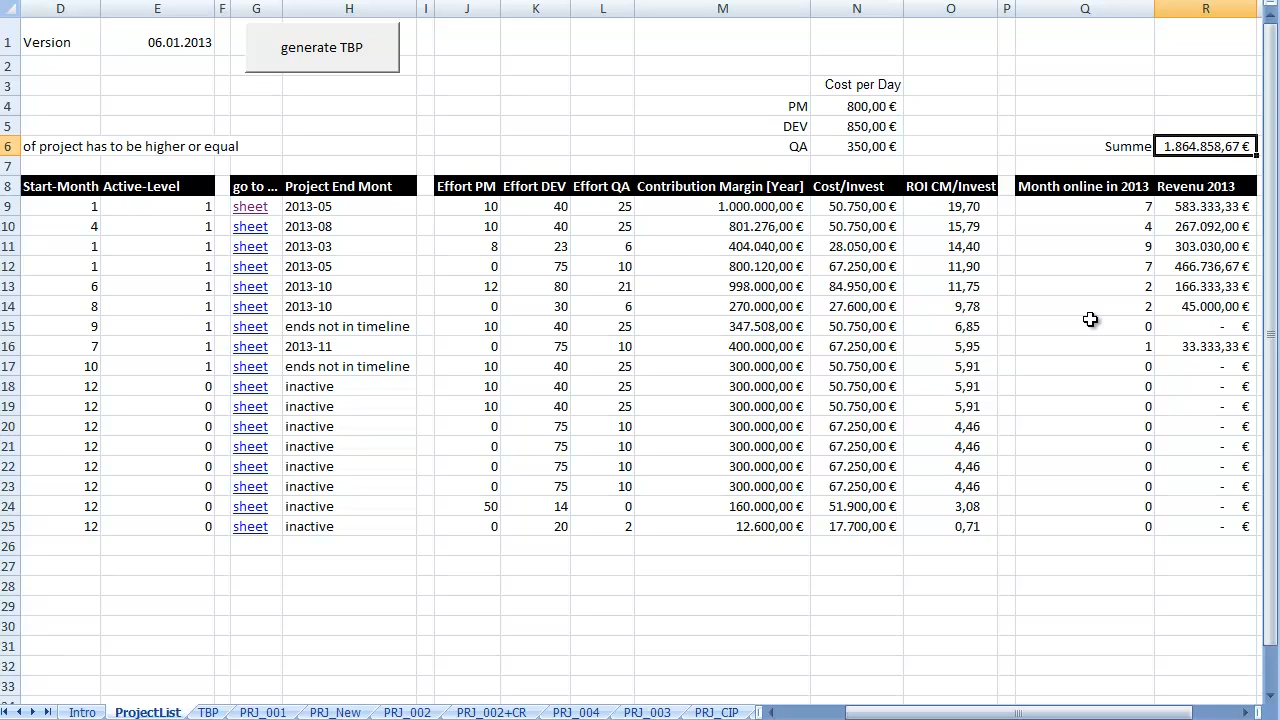 D E F G H I J K L M N O P Q R
1 Version 06.01.2013 generate TBP
2
3 Cost per Day
4 PM 800,00 €
5 DEV 850,00 €
6 of project has to be higher or equal QA 350,00 € Summe 1.864.858,67 €
7
8 Start-Month Active-Level go to ... Project End Mont Effort PM Effort DEV Effort QA Contribution Margin [Year] Cost/Invest ROI CM/Invest Month online in 2013 Revenu 2013
9 1 1 sheet 2013-05 10 40 25 1.000.000,00 € 50.750,00 € 19,70 7 583.333,33 €
10 4 1 sheet 2013-08 10 40 25 801.276,00 € 50.750,00 € 15,79 4 267.092,00 €
11 1 1 sheet 2013-03 8 23 6 404.040,00 € 28.050,00 € 14,40 9 303.030,00 €
12 1 1 sheet 2013-05 0 75 10 800.120,00 € 67.250,00 € 11,90 7 466.736,67 €
13 6 1 sheet 2013-10 12 80 21 998.000,00 € 84.950,00 € 11,75 2 166.333,33 €
14 8 1 sheet 2013-10 0 30 6 270.000,00 € 27.600,00 € 9,78 2 45.000,00 €
15 9 1 sheet ends not in timeline 10 40 25 347.508,00 € 50.750,00 € 6,85 0 - €
16 7 1 sheet 2013-11 0 75 10 400.000,00 € 67.250,00 € 5,95 1 33.333,33 €
17 10 1 sheet ends not in timeline 10 40 25 300.000,00 € 50.750,00 € 5,91 0 - €
18 12 0 sheet inactive 10 40 25 300.000,00 € 50.750,00 € 5,91 0 - €
19 12 0 sheet inactive 10 40 25 300.000,00 € 50.750,00 € 5,91 0 - €
20 12 0 sheet inactive 0 75 10 300.000,00 € 67.250,00 € 4,46 0 - €
21 12 0 sheet inactive 0 75 10 300.000,00 € 67.250,00 € 4,46 0 - €
22 12 0 sheet inactive 0 75 10 300.000,00 € 67.250,00 € 4,46 0 - €
23 12 0 sheet inactive 0 75 10 300.000,00 € 67.250,00 € 4,46 0 - €
24 12 0 sheet inactive 50 14 0 160.000,00 € 51.900,00 € 3,08 0 - €
25 12 0 sheet inactive 0 20 2 12.600,00 € 17.700,00 € 0,71 0 - €
26
27
28
29
30
31
32
33
Intro ProjectList TBP PRJ_001 PRJ_New PRJ_002 PRJ_002+CR PRJ_004 PRJ_003 PRJ_CIP